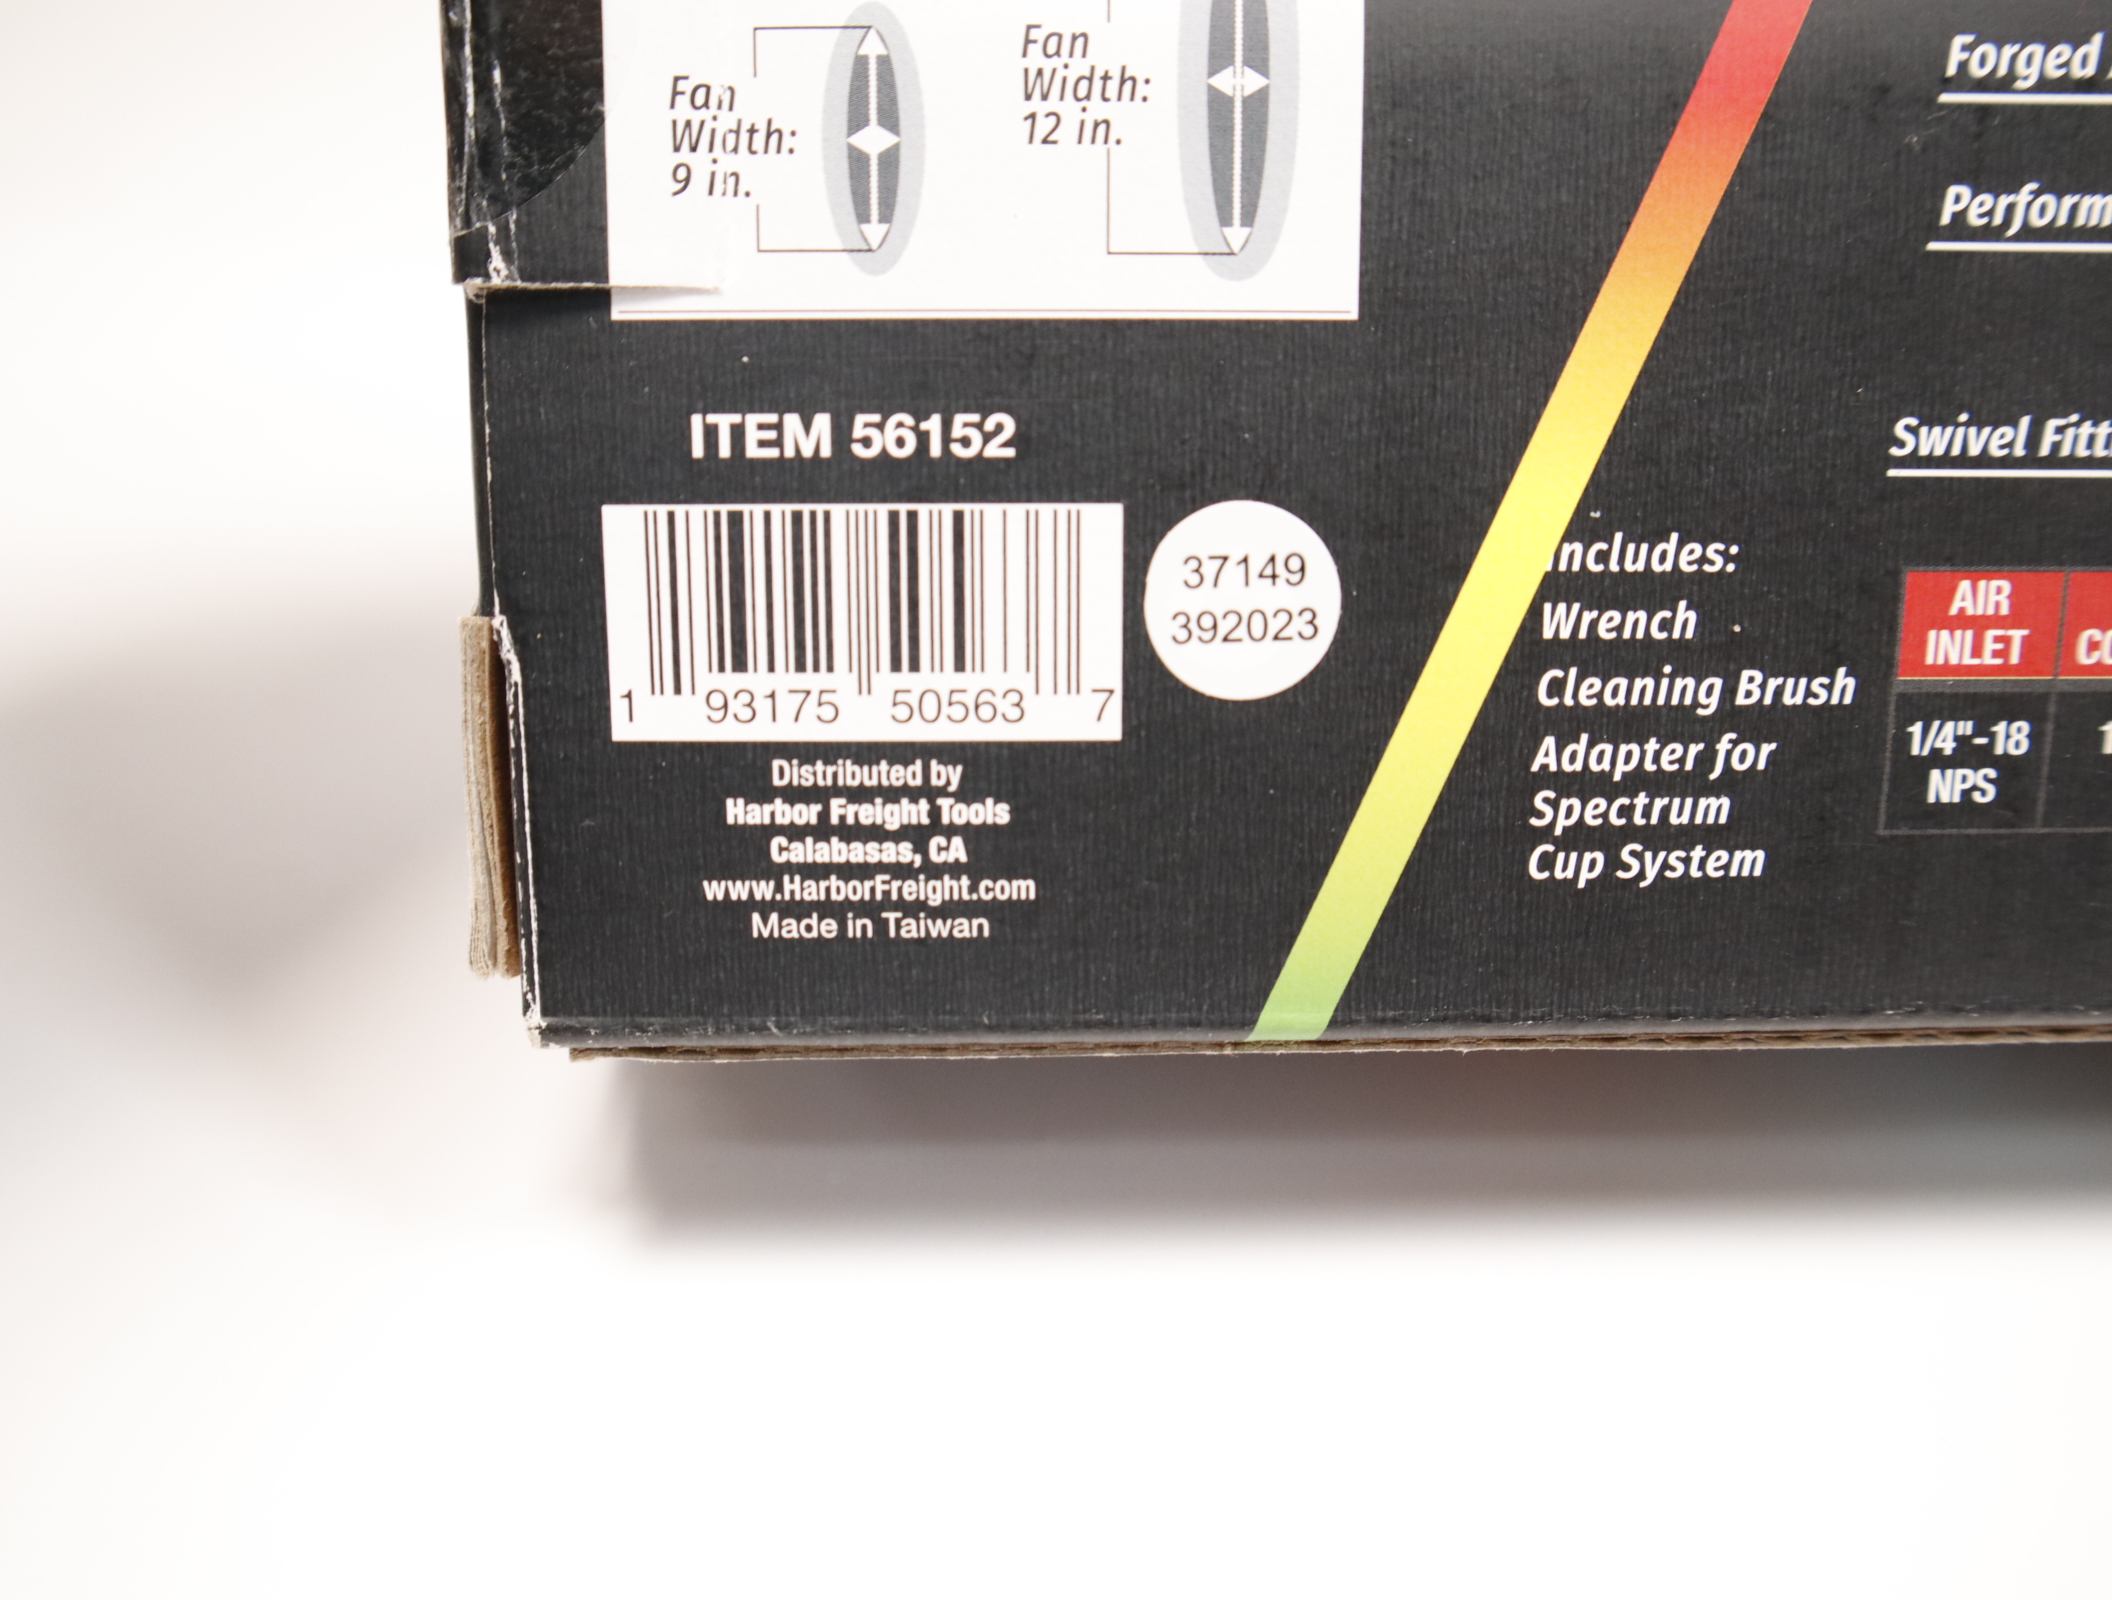 Fan
Width:
9 in.
Fan
Width:
12 in.
ITEM 56152
1 93175 50563 7
37149
392023
Distributed by
Harbor Freight Tools
Calabasas, CA
www.HarborFreight.com
Made in Taiwan
Includes:
Wrench
Cleaning Brush
Adapter for
Spectrum
Cup System
Forged
Swivel
AIR
INLET
1/4"-18
NPS